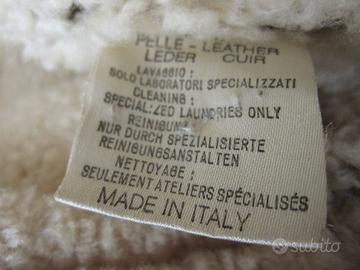 PELLE - LEATHER
LEDER CUIR
LAVAGGIO :
SOLO LABORATORI SPECIALIZZATI
CLEANING :
SPECIALIZED LAUNDRIES ONLY
REINIGUNG :
NUR DURCH SPEZIALISIERTE
REINIGUNGSANSTALTEN
NETTOYAGE :
SEULEMENT ATELIERS SPÉCIALISÉS
MADE IN ITALY
subito